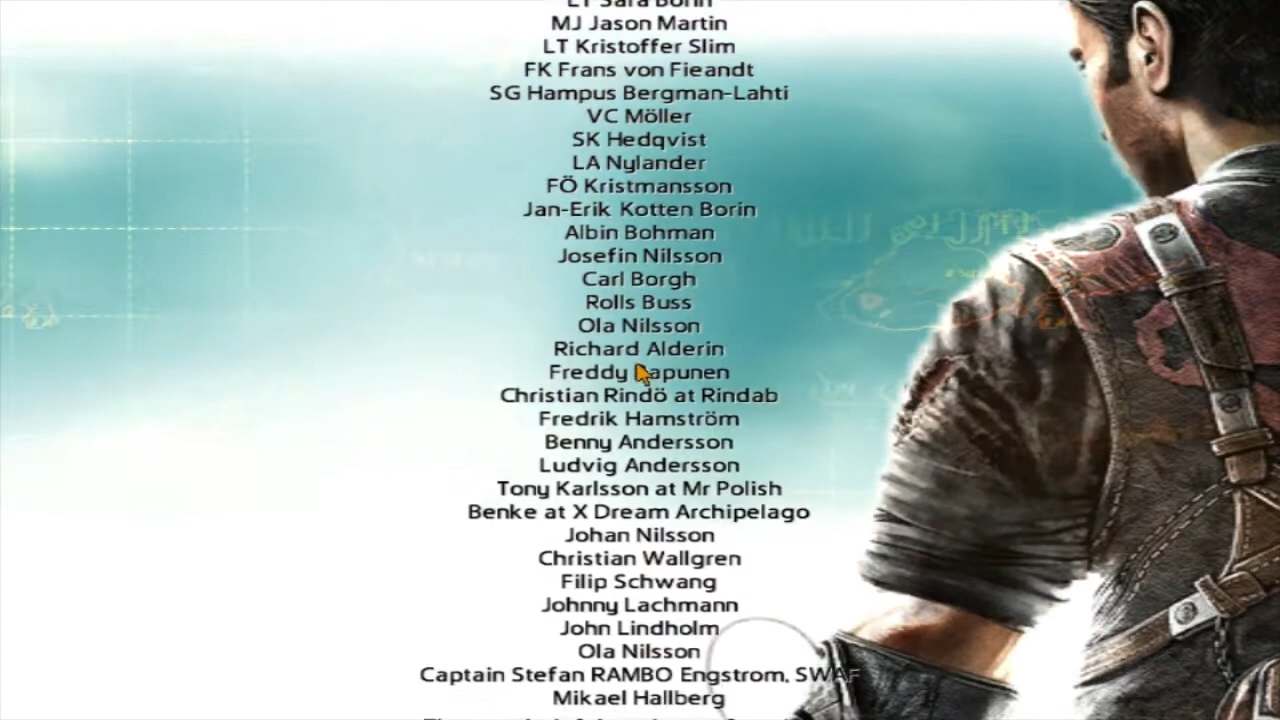 LT Sara Borin
MJ Jason Martin
LT Kristoffer Slim
FK Frans von Fieandt
SG Hampus Bergman-Lahti
VC Möller
SK Hedqvist
LA Nylander
FÖ Kristmansson
Jan-Erik Kotten Borin
Albin Bohman
Josefin Nilsson
Carl Borgh
Rolls Buss
Ola Nilsson
Richard Alderin
Freddy
Christian Rindö at Rindab
Fredrik Hamström
Benny Andersson
Ludvig Andersson
Tony Karlsson at Mr Polish
Benke at X Dream Archipelago
Johan Nilsson
Christian Wallgren
Filip Schwang
Johnny Lachmann
John Lindholm
Ola Nilsson
Captain Stefan RAMBO Engstrom, SWAF
Mikael Hallberg